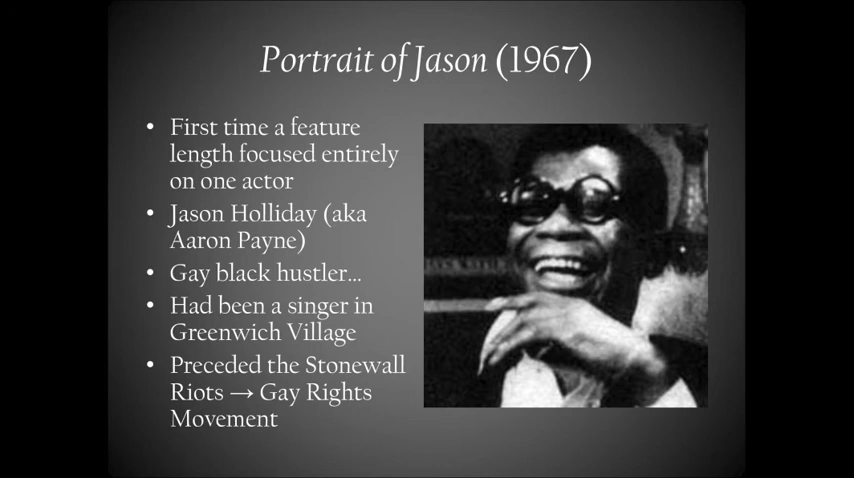 Portrait of Jason (1967)
• First time a feature
length focused entirely
on one actor
• Jason Holliday (aka
Aaron Payne)
• Gay black hustler...
• Had been a singer in
Greenwich Village
• Preceded the Stonewall
Riots → Gay Rights
Movement